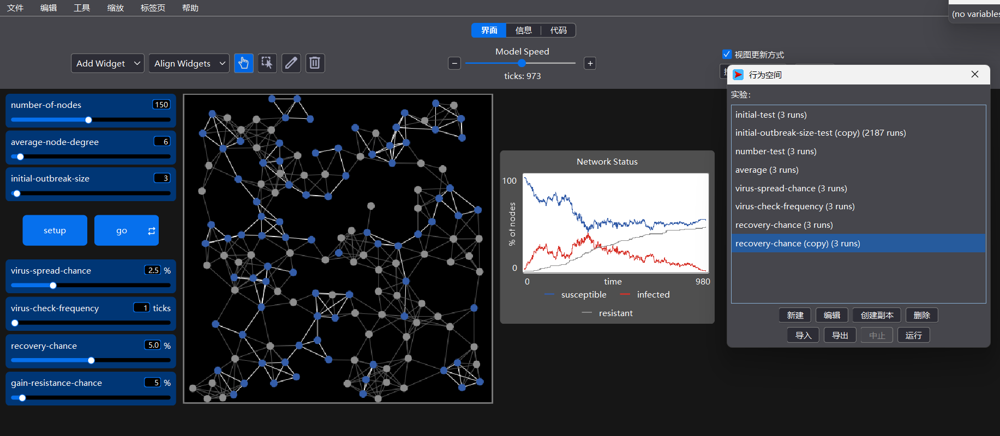 文件 编辑 工具 缩放 标签页 帮助
(no variables
界面 信息 代码
Add Widget
Align Widgets
Model Speed
ticks: 973
视图更新方式
行为空间
实验:
initial-test (3 runs)
initial-outbreak-size-test (copy) (2187 runs)
number-test (3 runs)
average (3 runs)
virus-spread-chance (3 runs)
virus-check-frequency (3 runs)
recovery-chance (3 runs)
recovery-chance (copy) (3 runs)
新建 编辑 创建副本 删除
导入 导出 中止 运行
number-of-nodes 150
average-node-degree 6
initial-outbreak-size 3
setup go
virus-spread-chance 2.5 %
virus-check-frequency 1 ticks
recovery-chance 5.0 %
gain-resistance-chance 5 %
Network Status
100
% of nodes
0
0 time 980
susceptible infected
resistant